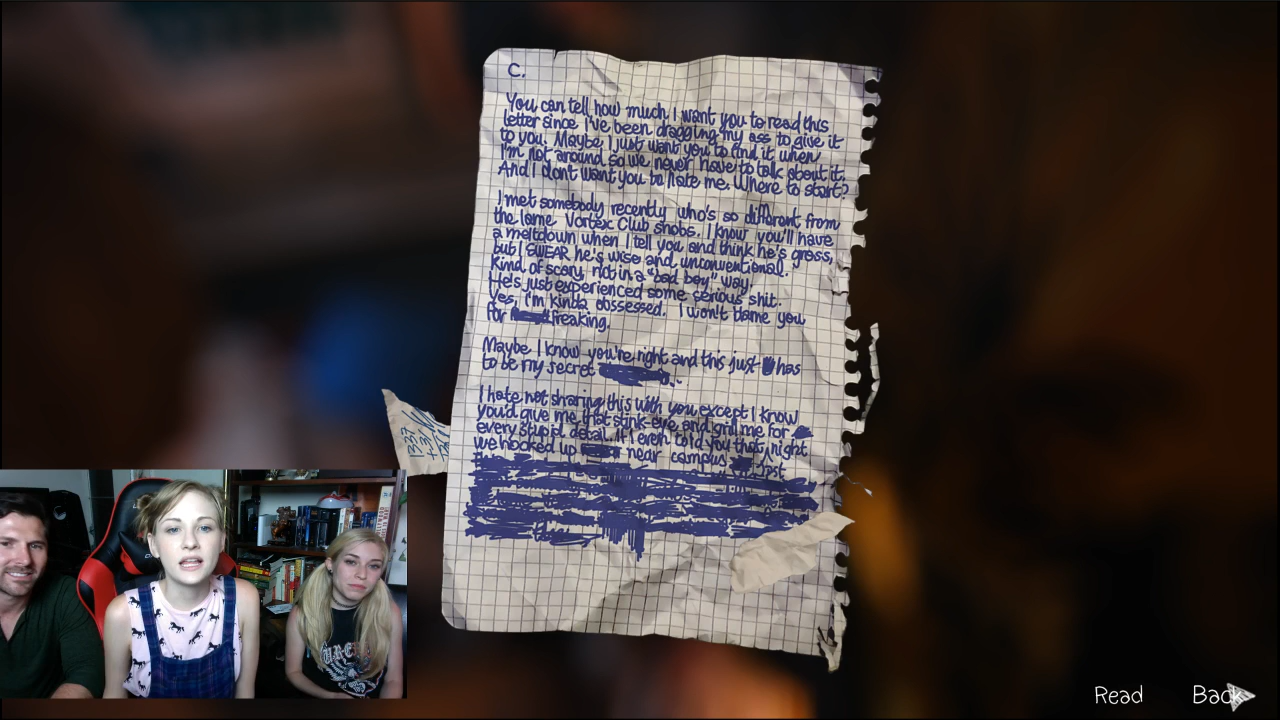 C.
You can tell how much I want you to read this
letter since I've been dragging my ass to give it
to you. Maybe I just want you to find it when
I'm not around so we never have to talk about it.
And I dont want you be hate me. Where to start?
I met somebody recently who's so different from
the lame Vortex Club snobs. I know you'll have
a meltdown when I tell you and think he's gross,
but I SWEAR he's wise and unconventional.
Kind of scary, not in a "bad boy" way.
He's just experienced some serious shit.
Yes, I'm kinda obssessed. I won't blame you
for freaking.
Maybe I know you're right and this just has
to be my secret
I hate not sharing this with you except I know
you'd give me that stink-eye and grill me for
every stupid detail. If I even told you that night
we hooked up near campus Just
337
Read
Back